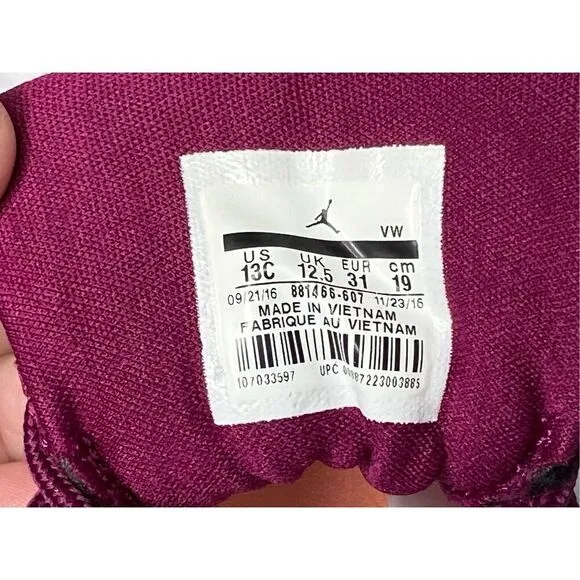 VW
US UK EUR cm
13C 12.5 31 19
09/21/16 881466-607 11/23/16
MADE IN VIETNAM
FABRIQUE AU VIETNAM
107033597 UPC